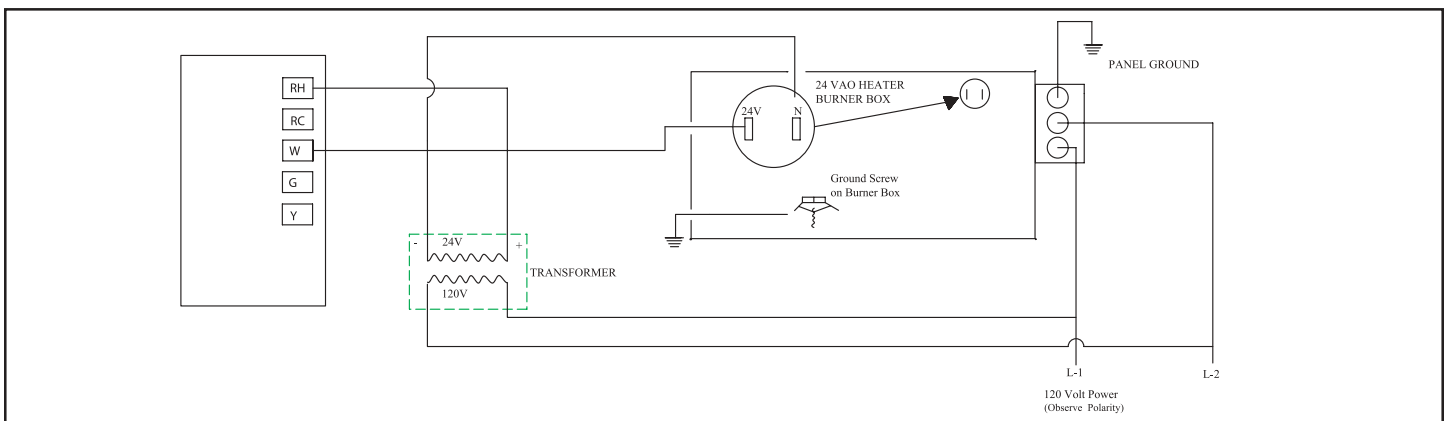 PANEL GROUND
RH
RC
W
G
Y
24 VAO HEATER
BURNER BOX
24V
N
Ground Screw
on Burner Box
-
24V
+
TRANSFORMER
120V
L-1
L-2
120 Volt Power
(Observe Polarity)